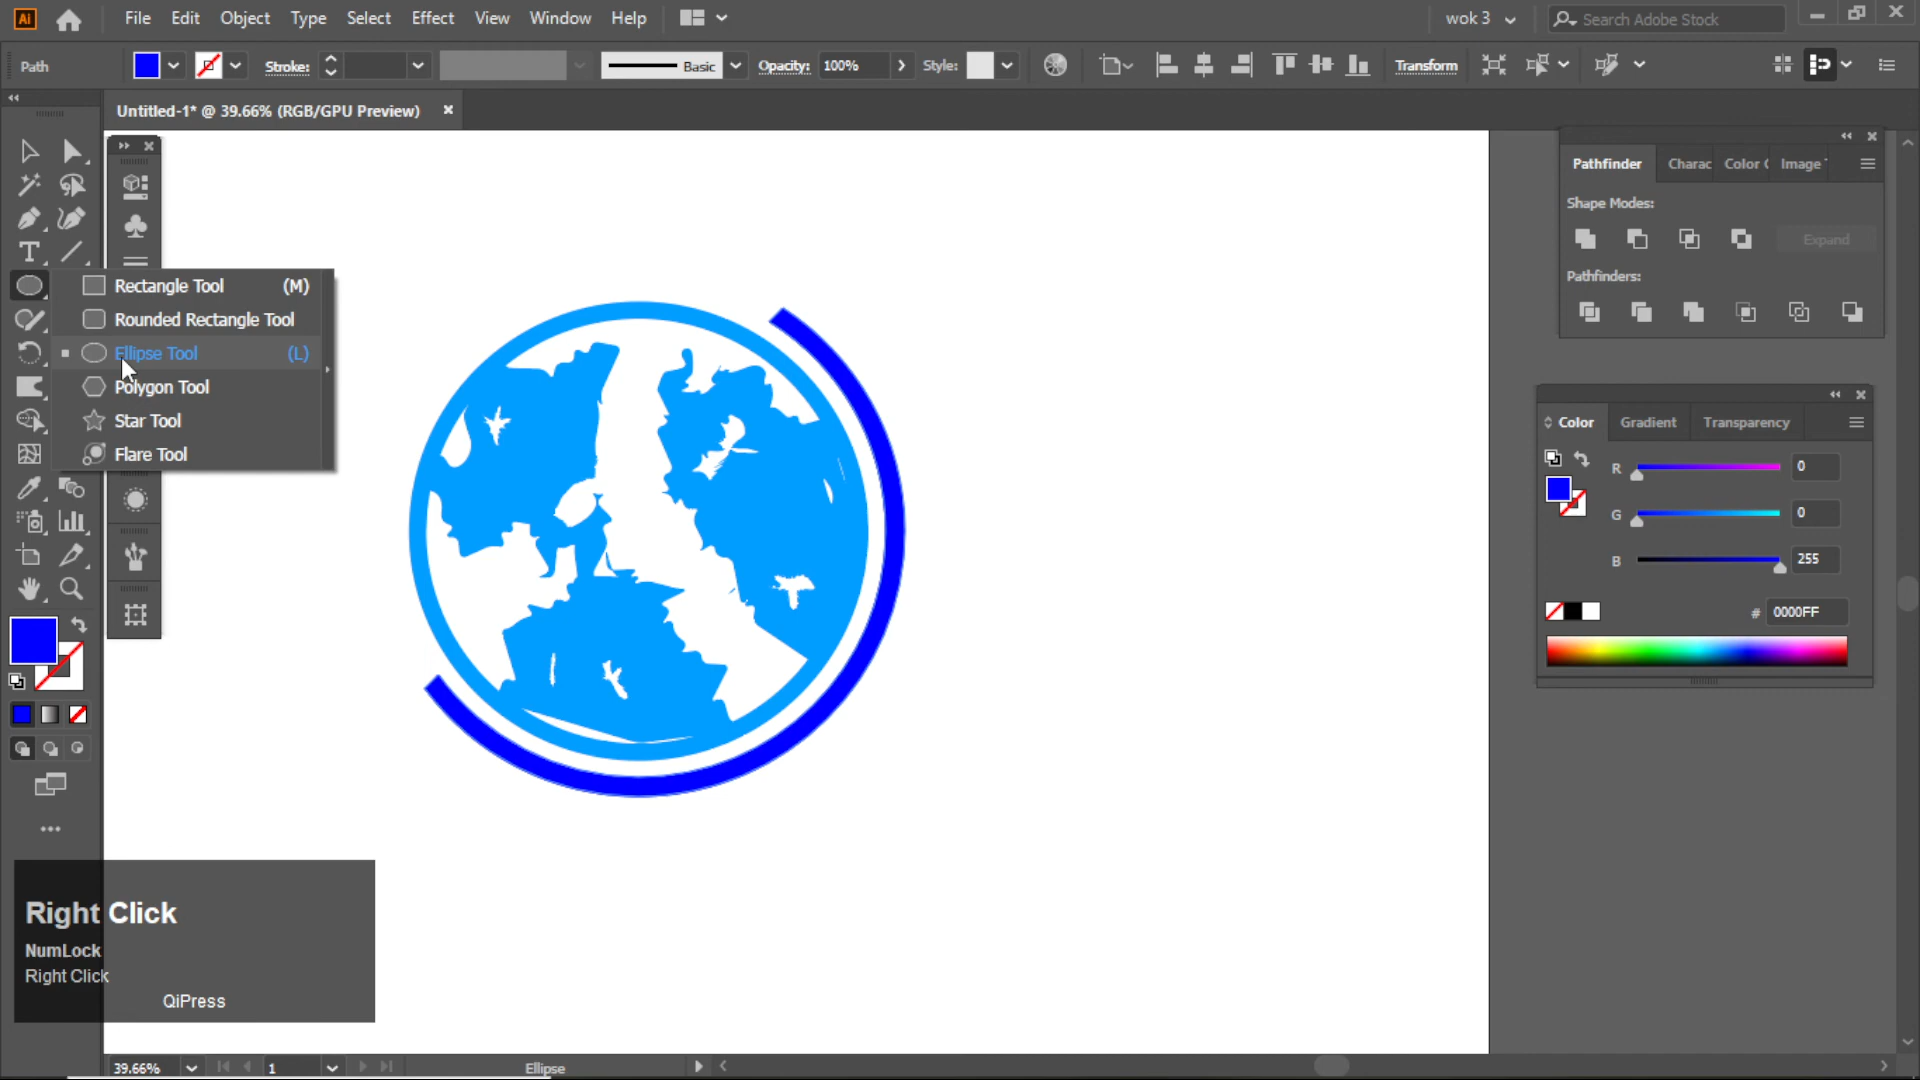 Ai File Edit Object Type Select Effect View Window Help wok 3 Search Adobe Stock
Path Stroke: Basic Opacity: 100% Style: Transform
Untitled-1* @ 39.66% (RGB/GPU Preview)
Pathfinder Charac Color Image
Shape Modes:
Expand
Pathfinders:
Rectangle Tool (M)
Rounded Rectangle Tool
Ellipse Tool (L)
Polygon Tool
Star Tool
Flare Tool
Color Gradient Transparency
R 0
G 0
B 255
# 0000FF
Right Click
NumLock
Right Click
QiPress
39.66% 1 Ellipse